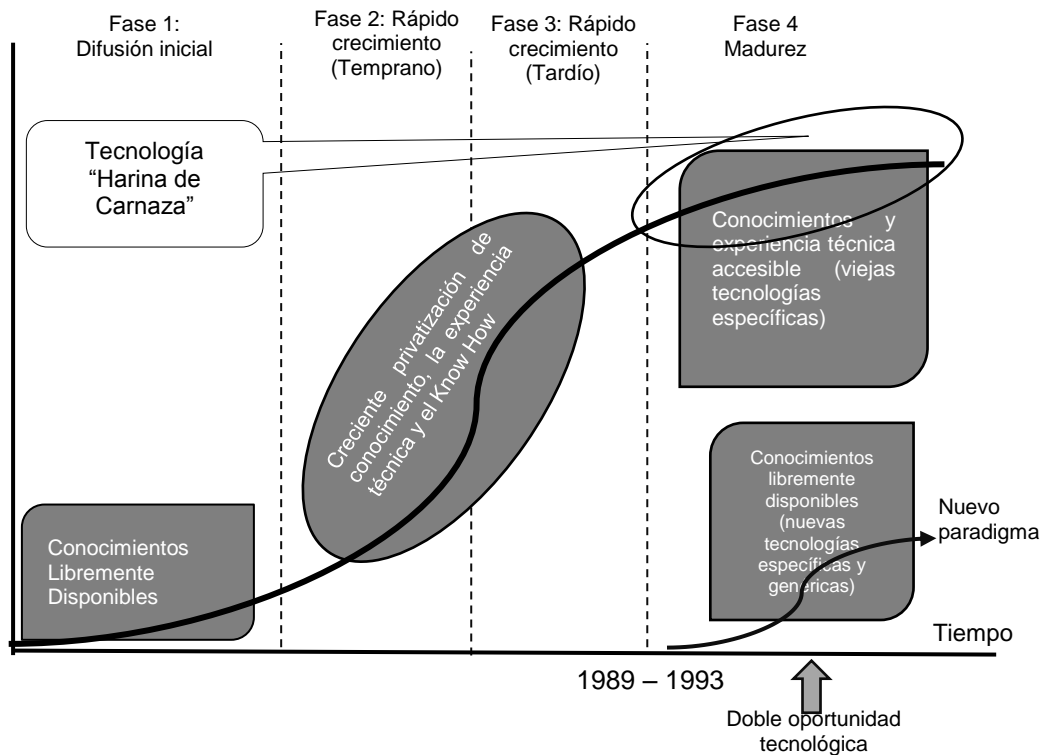 Fase 1:
Difusión inicial
Fase 2: Rápido
crecimiento
(Temprano)
Fase 3: Rápido
crecimiento
(Tardío)
Fase 4
Madurez
Tecnología
“Harina de
Carnaza”
Creciente privatización de
conocimiento, la experiencia
técnica y el Know How
Conocimientos y
experiencia técnica
accesible (viejas
tecnologías
específicas)
Conocimientos
Libremente
Disponibles
Conocimientos
libremente
disponibles
(nuevas
tecnologías
específicas y
genéricas)
Nuevo
paradigma
Tiempo
1989 – 1993
Doble oportunidad
tecnológica